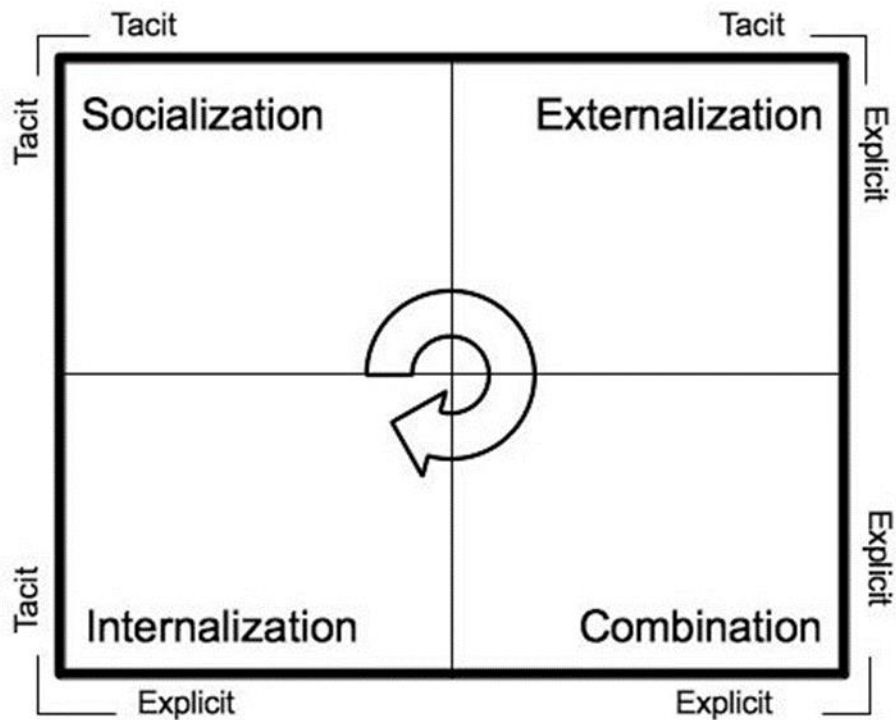 Tacit
Tacit
Tacit
Socialization
Externalization
Explicit
Tacit
Internalization
Combination
Explicit
Explicit
Explicit